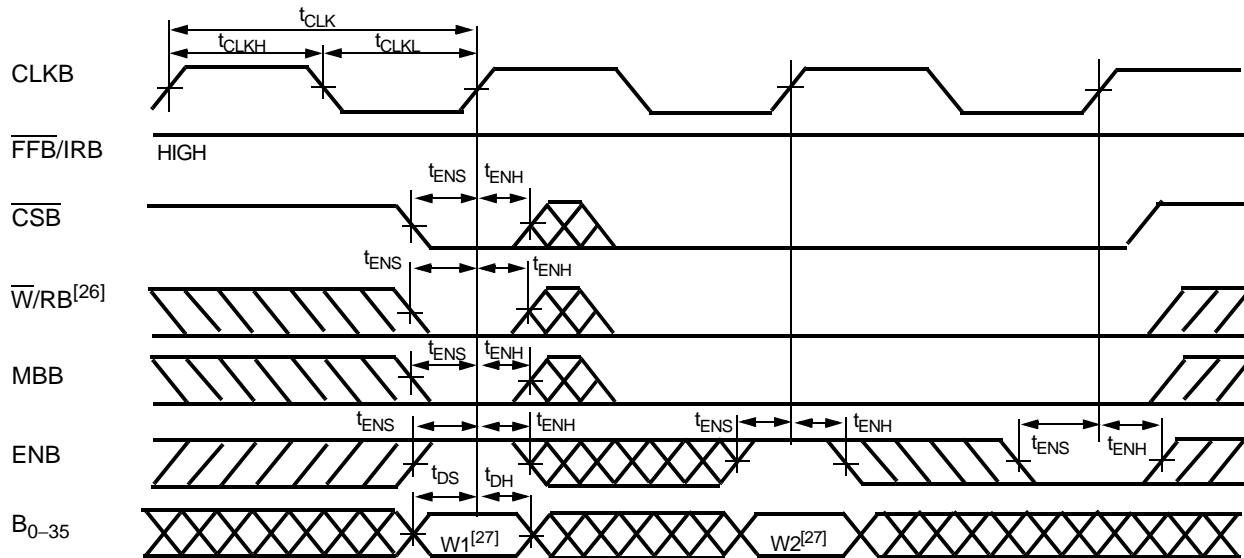 tCLK
tCLKH tCLKL
CLKB
FFB/IRB HIGH
tENS tENH
CSB
tENS tENH
W/RB[26]
tENS tENH
MBB
tENS tENH tENS tENH
ENB tENS tENH
tDS tDH
B0–35 W1[27] W2[27]